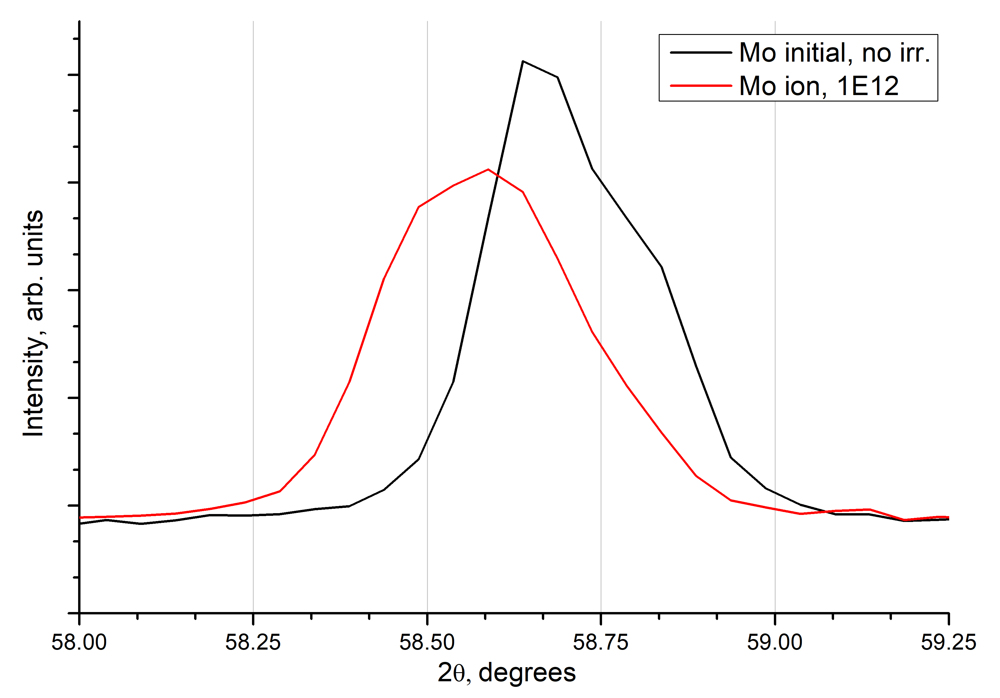 Mo initial, no irr.
Mo ion, 1E12
Intensity, arb. units
58.00 58.25 58.50 58.75 59.00 59.25
2θ, degrees